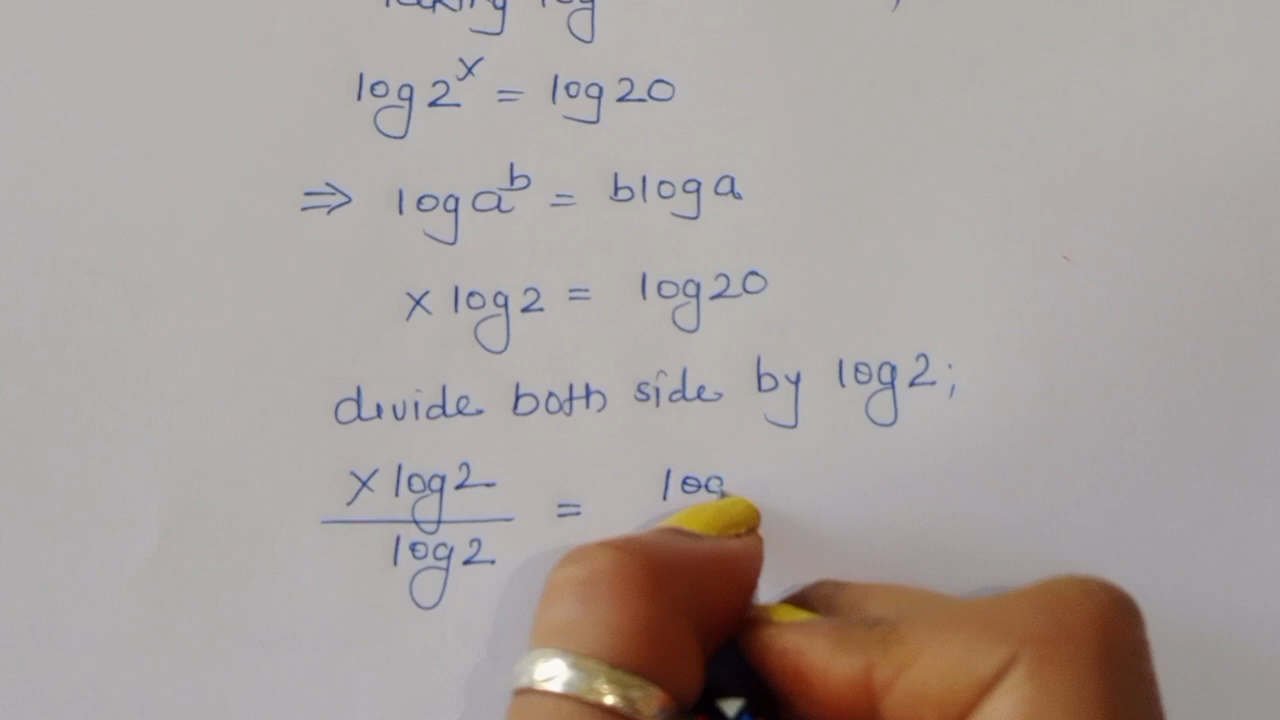 log 2^x = log 20
⇒ log a^b = b log a
x log 2 = log 20
divide both side by log 2;
x log 2 / log 2 = log